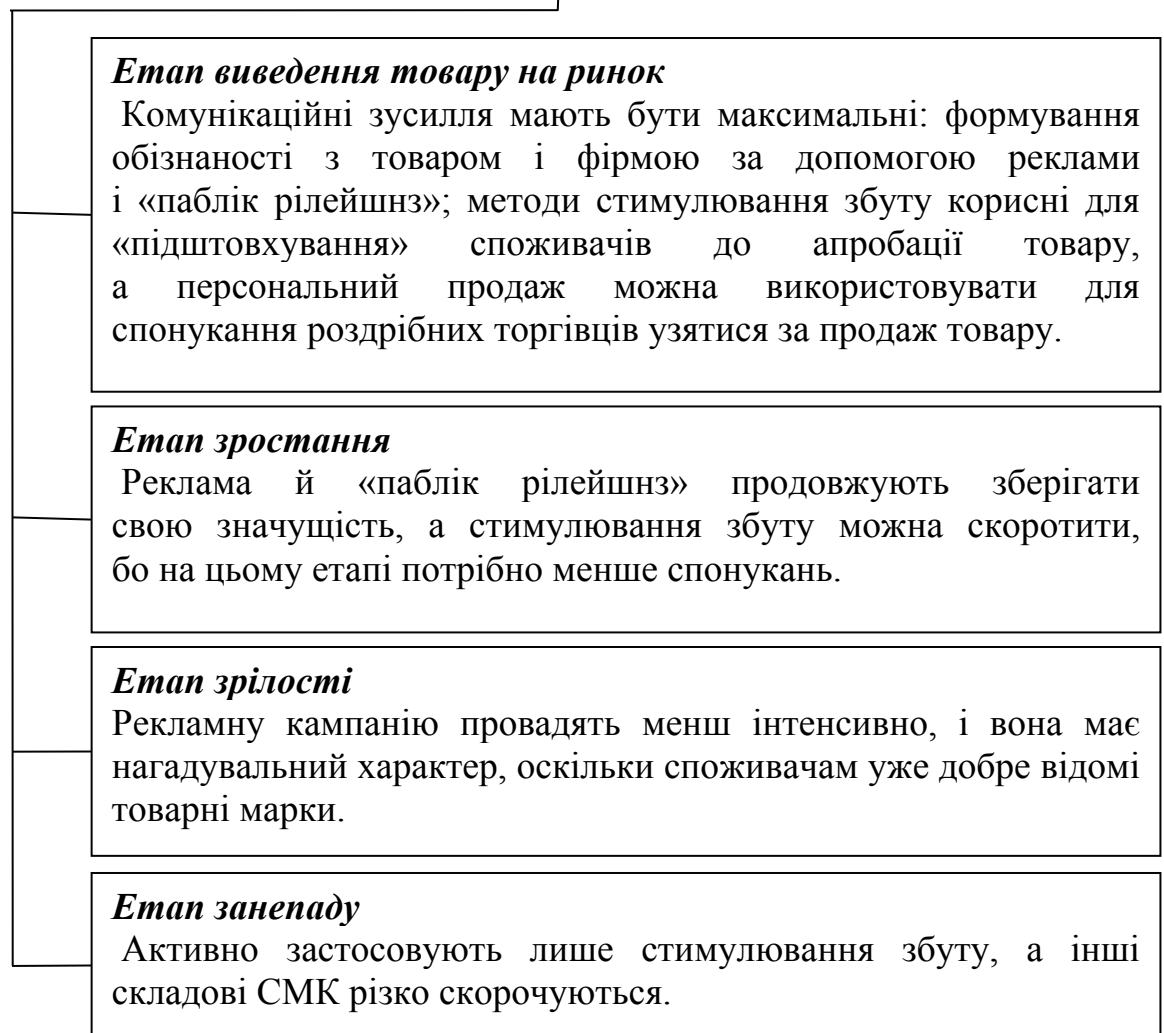 Етап виведення товару на ринок
Комунікаційні зусилля мають бути максимальні: формування
обізнаності з товаром і фірмою за допомогою реклами
і «паблік рілейшнз»; методи стимулювання збуту корисні для
«підштовхування» споживачів до апробації товару,
а персональний продаж можна використовувати для
спонукання роздрібних торгівців узятися за продаж товару.
Етап зростання
Реклама й «паблік рілейшнз» продовжують зберігати
свою значущість, а стимулювання збуту можна скоротити,
бо на цьому етапі потрібно менше спонукань.
Етап зрілості
Рекламну кампанію провадять менш інтенсивно, і вона має
нагадувальний характер, оскільки споживачам уже добре відомі
товарні марки.
Етап занепаду
Активно застосовують лише стимулювання збуту, а інші
складові СМК різко скорочуються.